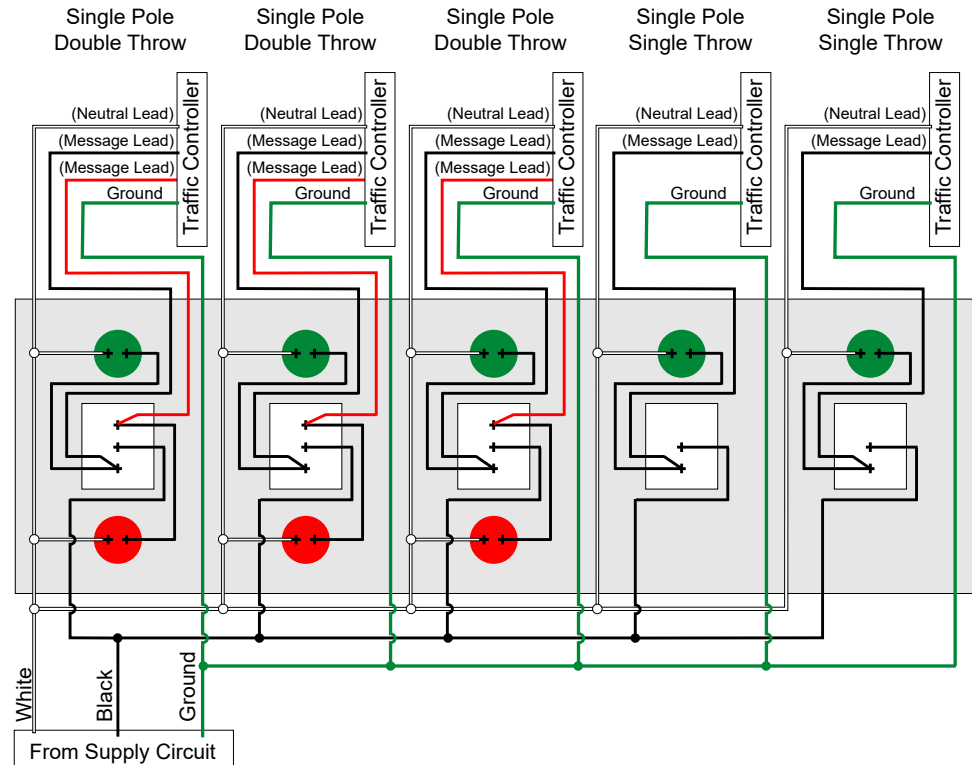 Single Pole
Double Throw
Single Pole
Double Throw
Single Pole
Double Throw
Single Pole
Single Throw
Single Pole
Single Throw
(Neutral Lead)
(Message Lead)
(Message Lead)
Ground
Traffic Controller
(Neutral Lead)
(Message Lead)
(Message Lead)
Ground
Traffic Controller
(Neutral Lead)
(Message Lead)
(Message Lead)
Ground
Traffic Controller
(Neutral Lead)
(Message Lead)
Ground
Traffic Controller
(Neutral Lead)
(Message Lead)
Ground
Traffic Controller
White
Black
Ground
From Supply Circuit